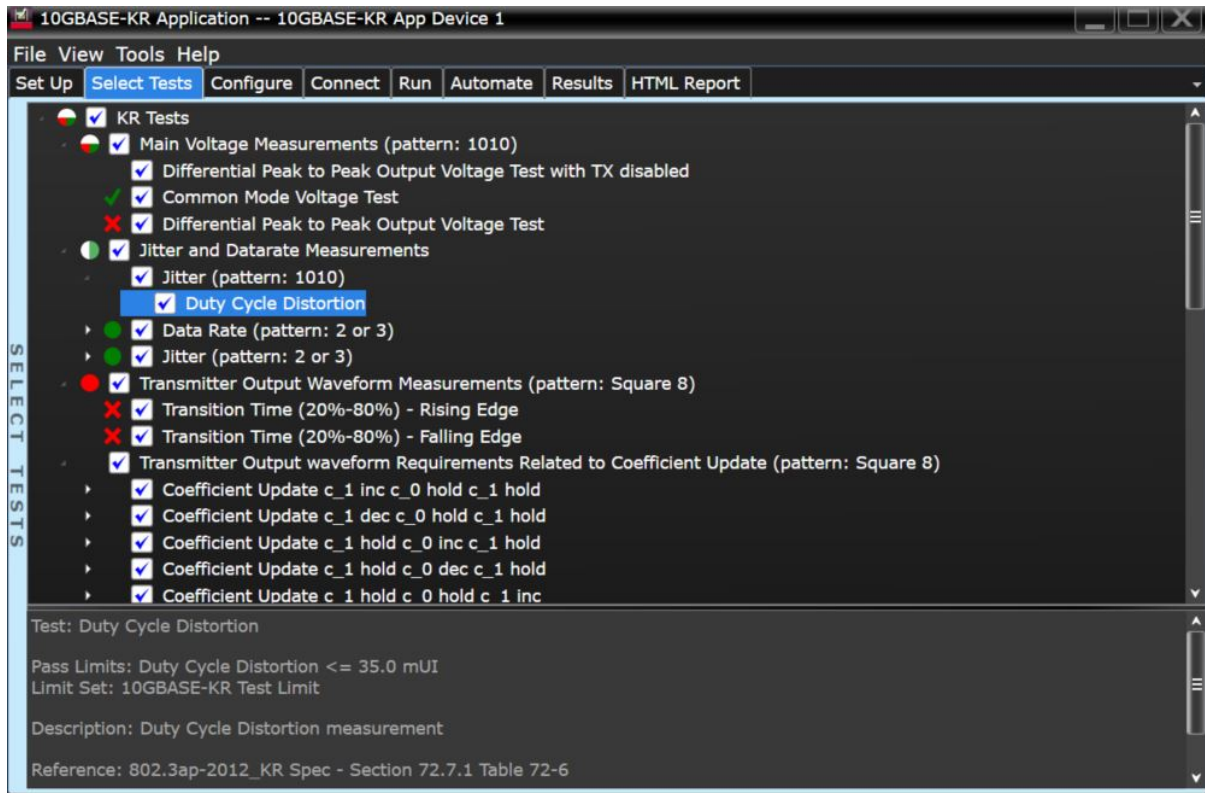 10GBASE-KR Application -- 10GBASE-KR App Device 1
File View Tools Help
Set Up Select Tests Configure Connect Run Automate Results HTML Report
SELECT TESTS
KR Tests
Main Voltage Measurements (pattern: 1010)
Differential Peak to Peak Output Voltage Test with TX disabled
Common Mode Voltage Test
Differential Peak to Peak Output Voltage Test
Jitter and Datarate Measurements
Jitter (pattern: 1010)
Duty Cycle Distortion
Data Rate (pattern: 2 or 3)
Jitter (pattern: 2 or 3)
Transmitter Output Waveform Measurements (pattern: Square 8)
Transition Time (20%-80%) - Rising Edge
Transition Time (20%-80%) - Falling Edge
Transmitter Output waveform Requirements Related to Coefficient Update (pattern: Square 8)
Coefficient Update c_1 inc c_0 hold c_1 hold
Coefficient Update c_1 dec c_0 hold c_1 hold
Coefficient Update c_1 hold c_0 inc c_1 hold
Coefficient Update c_1 hold c_0 dec c_1 hold
Coefficient Update c_1 hold c_0 hold c_1 inc
Test: Duty Cycle Distortion
Pass Limits: Duty Cycle Distortion <= 35.0 mUI
Limit Set: 10GBASE-KR Test Limit
Description: Duty Cycle Distortion measurement
Reference: 802.3ap-2012_KR Spec - Section 72.7.1 Table 72-6